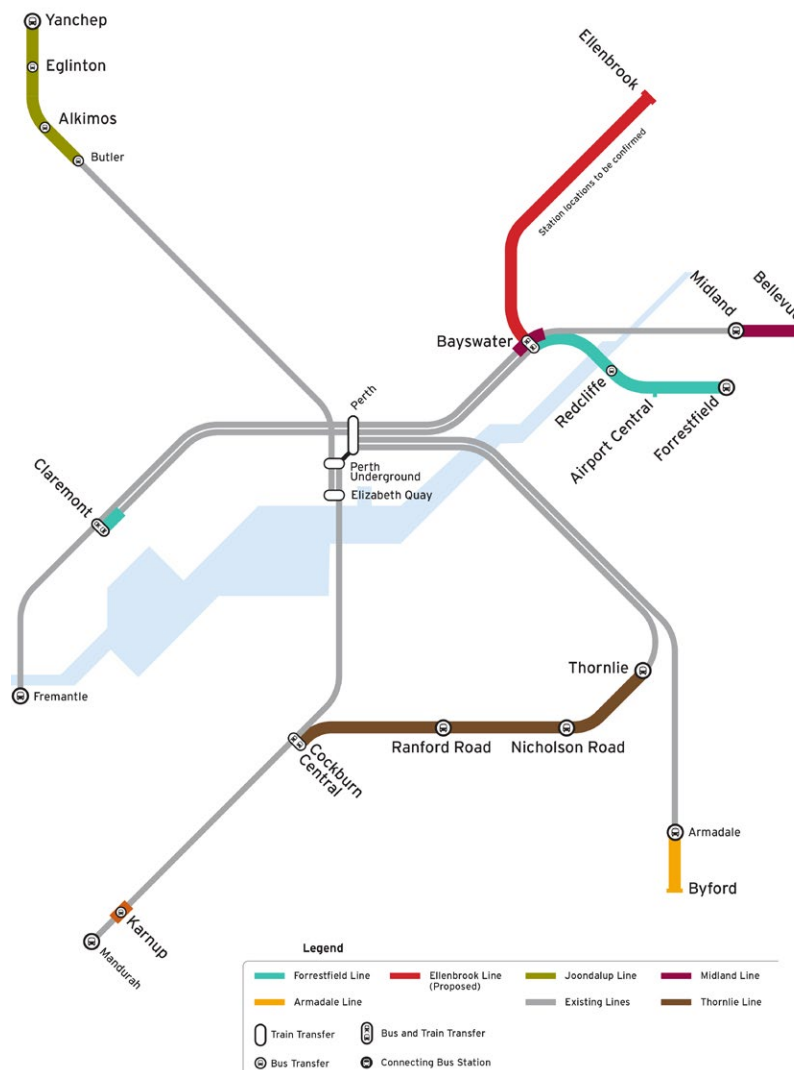 Yanchep
Eglinton
Alkimos
Butler
Ellenbrook
Station locations to be confirmed
Midland
Bellevue
Bayswater
Redcliffe
Airport Central
Forrestfield
Perth
Perth
Underground
Elizabeth Quay
Claremont
Fremantle
Thornlie
Cockburn
Central
Ranford Road
Nicholson Road
Armadale
Byford
Karnup
Mandurah
Legend
Forrestfield Line
Ellenbrook Line
(Proposed)
Joondalup Line
Midland Line
Armadale Line
Existing Lines
Thornlie Line
Train Transfer
Bus and Train Transfer
Bus Transfer
Connecting Bus Station